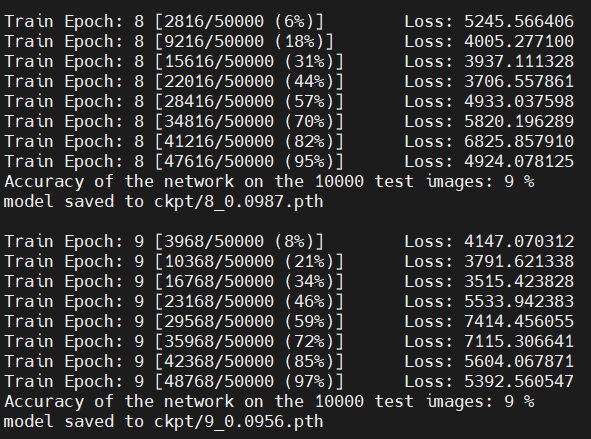 Train Epoch: 8 [2816/50000 (6%)] Loss: 5245.566406
Train Epoch: 8 [9216/50000 (18%)] Loss: 4005.277100
Train Epoch: 8 [15616/50000 (31%)] Loss: 3937.111328
Train Epoch: 8 [22016/50000 (44%)] Loss: 3706.557861
Train Epoch: 8 [28416/50000 (57%)] Loss: 4933.037598
Train Epoch: 8 [34816/50000 (70%)] Loss: 5820.196289
Train Epoch: 8 [41216/50000 (82%)] Loss: 6825.857910
Train Epoch: 8 [47616/50000 (95%)] Loss: 4924.078125
Accuracy of the network on the 10000 test images: 9 %
model saved to ckpt/8_0.0987.pth
Train Epoch: 9 [3968/50000 (8%)] Loss: 4147.070312
Train Epoch: 9 [10368/50000 (21%)] Loss: 3791.621338
Train Epoch: 9 [16768/50000 (34%)] Loss: 3515.423828
Train Epoch: 9 [23168/50000 (46%)] Loss: 5533.942383
Train Epoch: 9 [29568/50000 (59%)] Loss: 7414.456055
Train Epoch: 9 [35968/50000 (72%)] Loss: 7115.306641
Train Epoch: 9 [42368/50000 (85%)] Loss: 5604.067871
Train Epoch: 9 [48768/50000 (97%)] Loss: 5392.560547
Accuracy of the network on the 10000 test images: 9 %
model saved to ckpt/9_0.0956.pth